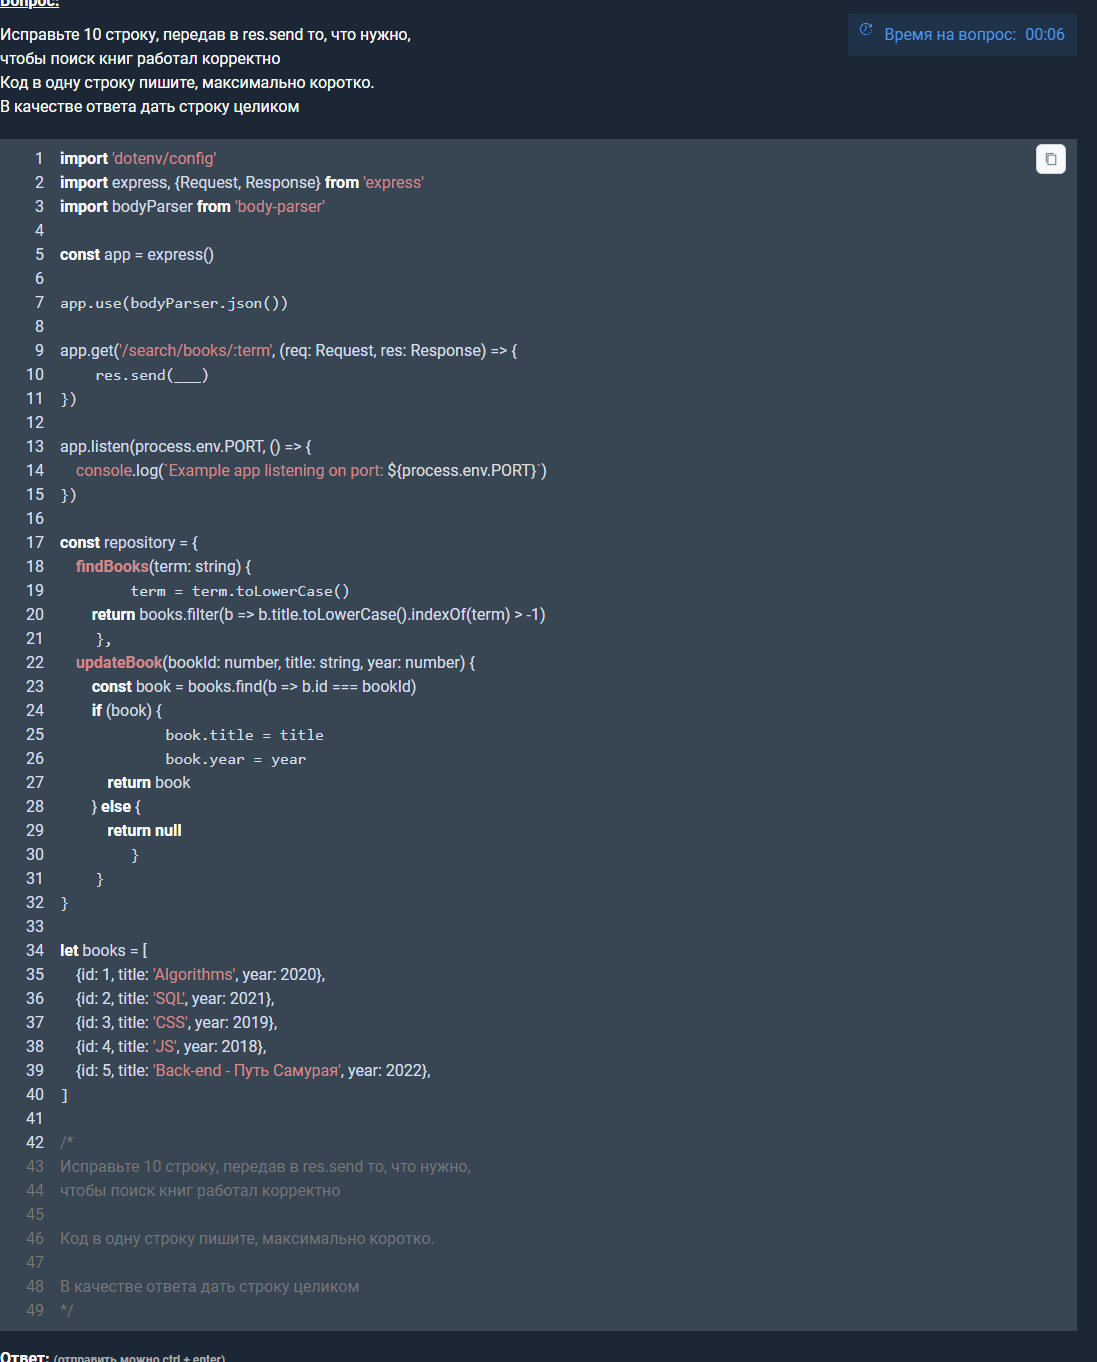 Вопрос:
Исправьте 10 строку, передав в res.send то, что нужно,
чтобы поиск книг работал корректно
Код в одну строку пишите, максимально коротко.
В качестве ответа дать строку целиком
Время на вопрос: 00:06
1 import 'dotenv/config'
2 import express, {Request, Response} from 'express'
3 import bodyParser from 'body-parser'
4
5 const app = express()
6
7 app.use(bodyParser.json())
8
9 app.get('/search/books/:term', (req: Request, res: Response) => {
10 res.send(___)
11 })
12
13 app.listen(process.env.PORT, () => {
14 console.log(`Example app listening on port: ${process.env.PORT}`)
15 })
16
17 const repository = {
18 findBooks(term: string) {
19 term = term.toLowerCase()
20 return books.filter(b => b.title.toLowerCase().indexOf(term) > -1)
21 },
22 updateBook(bookId: number, title: string, year: number) {
23 const book = books.find(b => b.id === bookId)
24 if (book) {
25 book.title = title
26 book.year = year
27 return book
28 } else {
29 return null
30 }
31 }
32 }
33
34 let books = [
35 {id: 1, title: 'Algorithms', year: 2020},
36 {id: 2, title: 'SQL', year: 2021},
37 {id: 3, title: 'CSS', year: 2019},
38 {id: 4, title: 'JS', year: 2018},
39 {id: 5, title: 'Back-end - Путь Самурая', year: 2022},
40 ]
41
42 /*
43 Исправьте 10 строку, передав в res.send то, что нужно,
44 чтобы поиск книг работал корректно
45
46 Код в одну строку пишите, максимально коротко.
47
48 В качестве ответа дать строку целиком
49 */
Ответ: (отправить можно ctrl + enter)